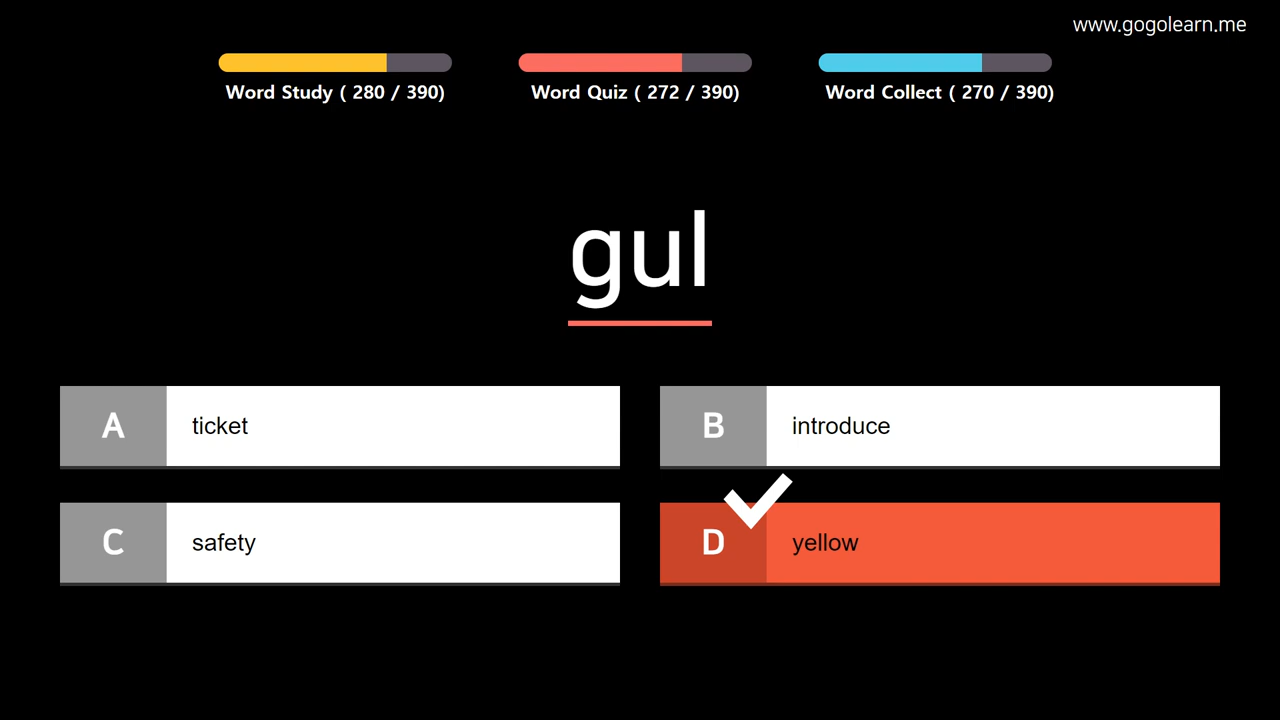 www.gogolearn.me
Word Study ( 280 / 390)
Word Quiz ( 272 / 390)
Word Collect ( 270 / 390)
gul
A ticket
B introduce
C safety
D yellow